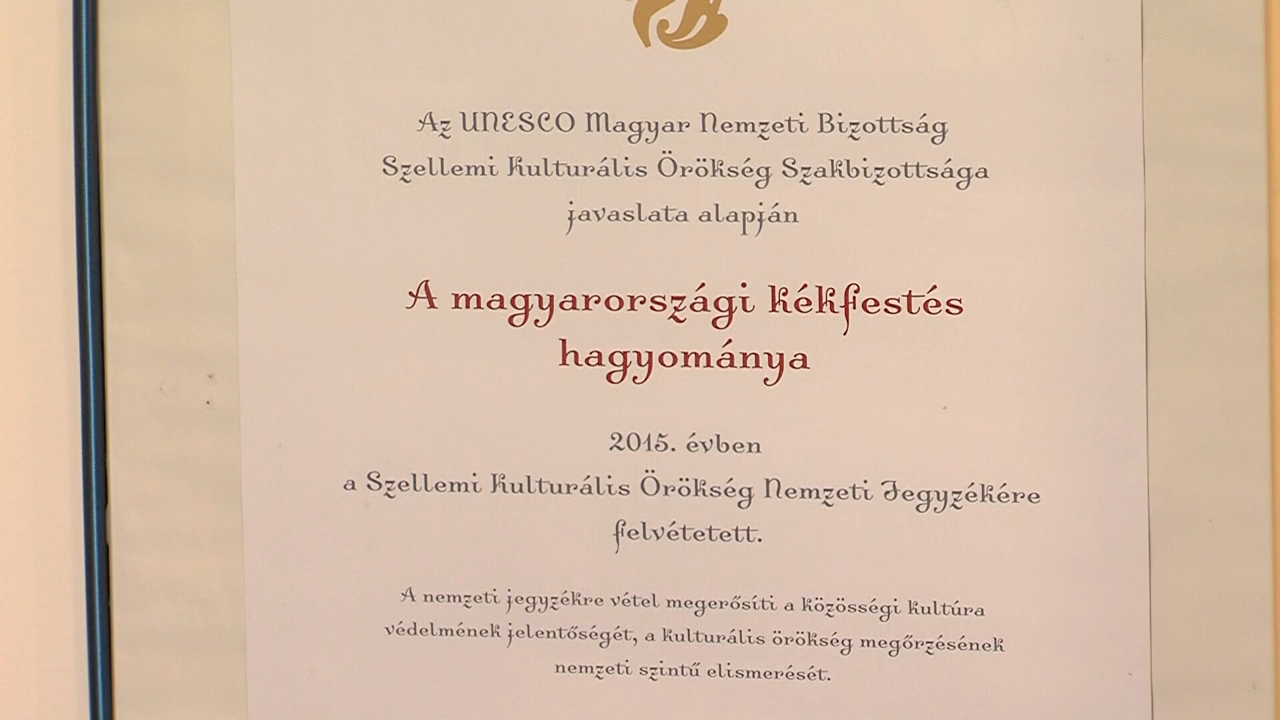 Az UNESCO Magyar Nemzeti Bizottság
Szellemi Kulturális Örökség Szakbizottsága
javaslata alapján
A magyarországi kékfestés
hagyománya
2015. évben
a Szellemi Kulturális Örökség Nemzeti Jegyzékére
felvétetett.
A nemzeti jegyzékre vétel megerősíti a közösségi kultúra
védelmének jelentőségét, a kulturális örökség megőrzésének
nemzeti szintű elismerését.